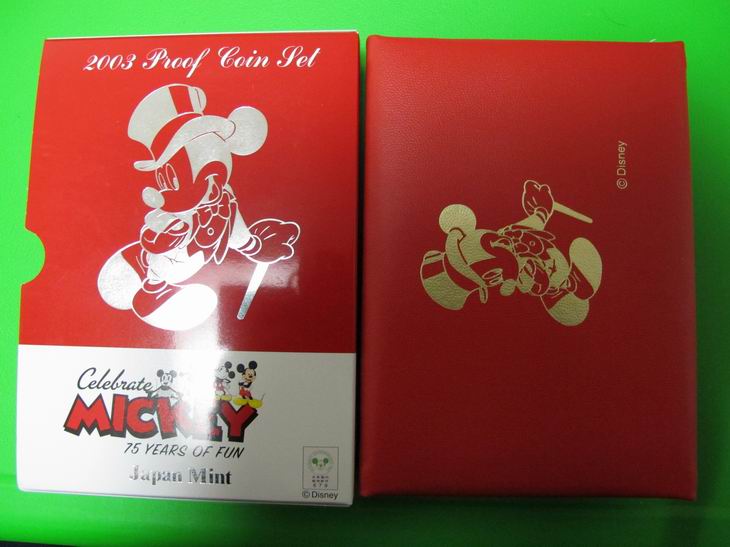 2003 Proof Coin Set
Celebrate
MICKEY
75 YEARS OF FUN
Japan Mint
©Disney
©Disney